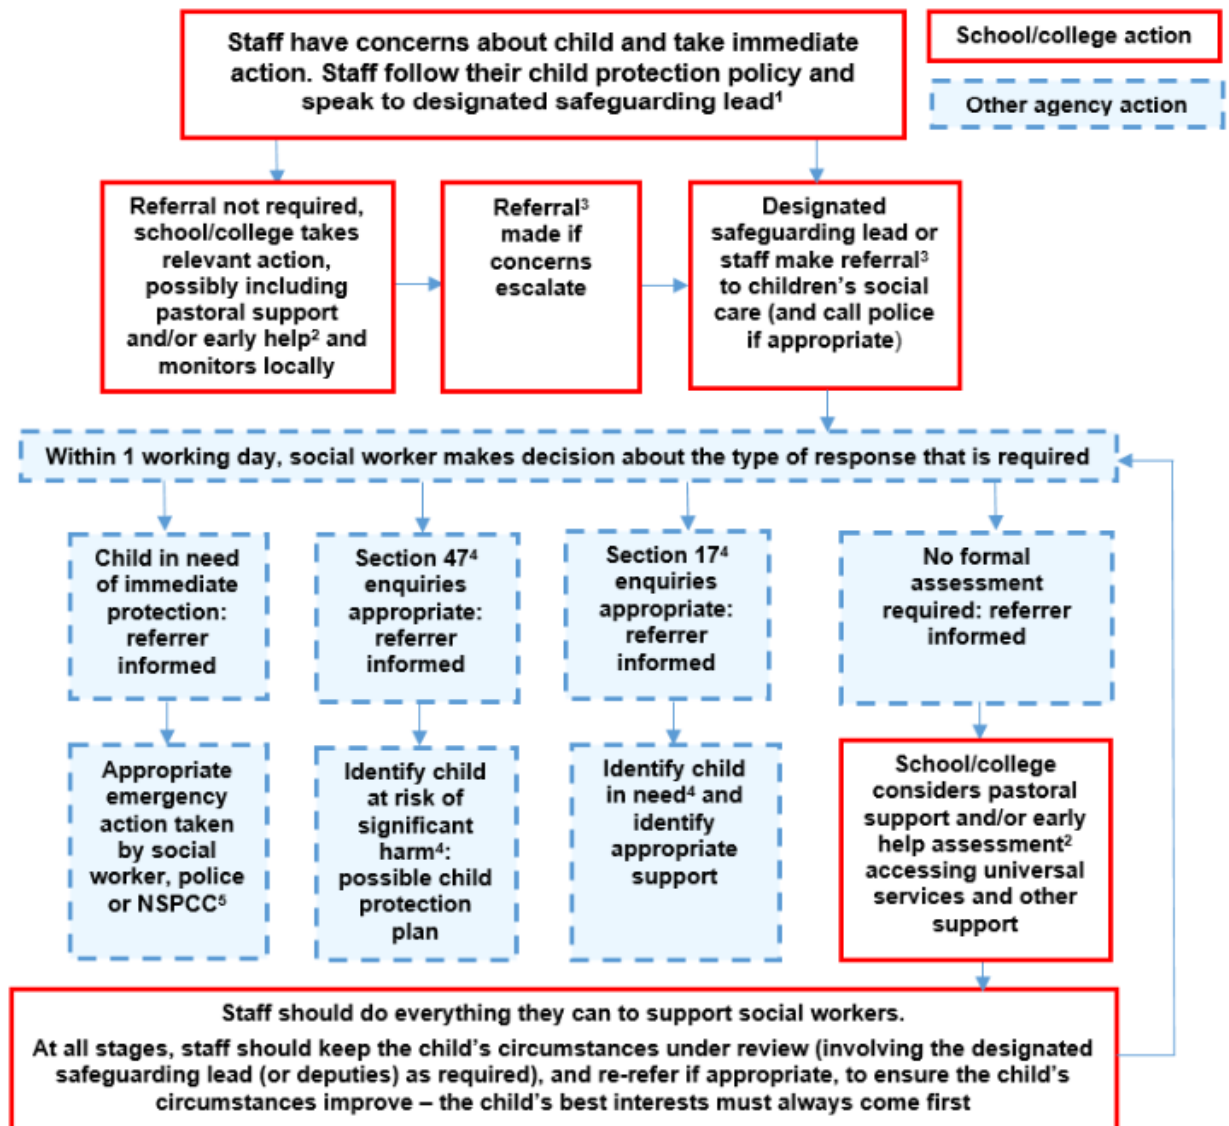 Staff have concerns about child and take immediate
action. Staff follow their child protection policy and
speak to designated safeguarding lead¹
School/college action
Other agency action
Referral not required,
school/college takes
relevant action,
possibly including
pastoral support
and/or early help² and
monitors locally
Referral³
made if
concerns
escalate
Designated
safeguarding lead or
staff make referral³
to children’s social
care (and call police
if appropriate)
Within 1 working day, social worker makes decision about the type of response that is required
Child in need
of immediate
protection:
referrer
informed
Section 47⁴
enquiries
appropriate:
referrer
informed
Section 17⁴
enquiries
appropriate:
referrer
informed
No formal
assessment
required: referrer
informed
Appropriate
emergency
action taken
by social
worker, police
or NSPCC⁵
Identify child
at risk of
significant
harm⁴:
possible child
protection
plan
Identify child
in need⁴ and
identify
appropriate
support
School/college
considers pastoral
support and/or early
help assessment²
accessing universal
services and other
support
Staff should do everything they can to support social workers.
At all stages, staff should keep the child’s circumstances under review (involving the designated
safeguarding lead (or deputies) as required), and re-refer if appropriate, to ensure the child’s
circumstances improve – the child’s best interests must always come first